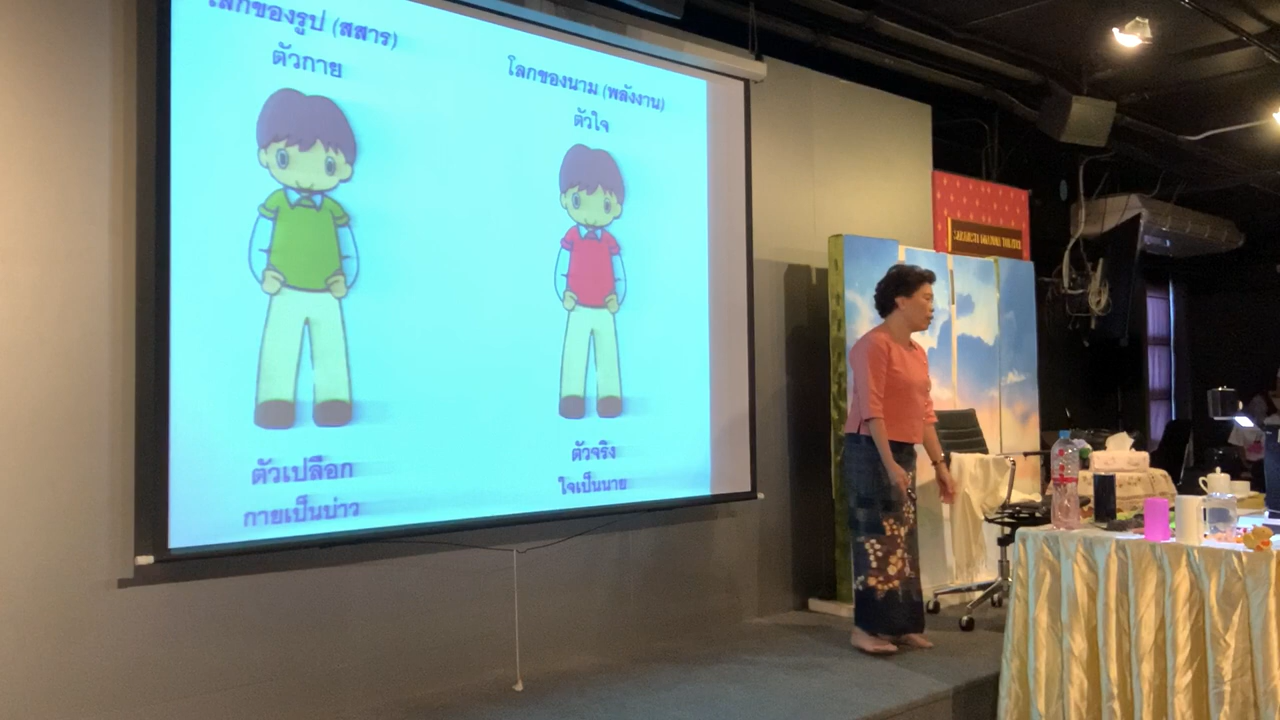 โลกของรูป (สสาร)
ตัวกาย
ตัวเปลือก
กายเป็นบ่าว
โลกของนาม (พลังงาน)
ตัวใจ
ตัวจริง
ใจเป็นนาย